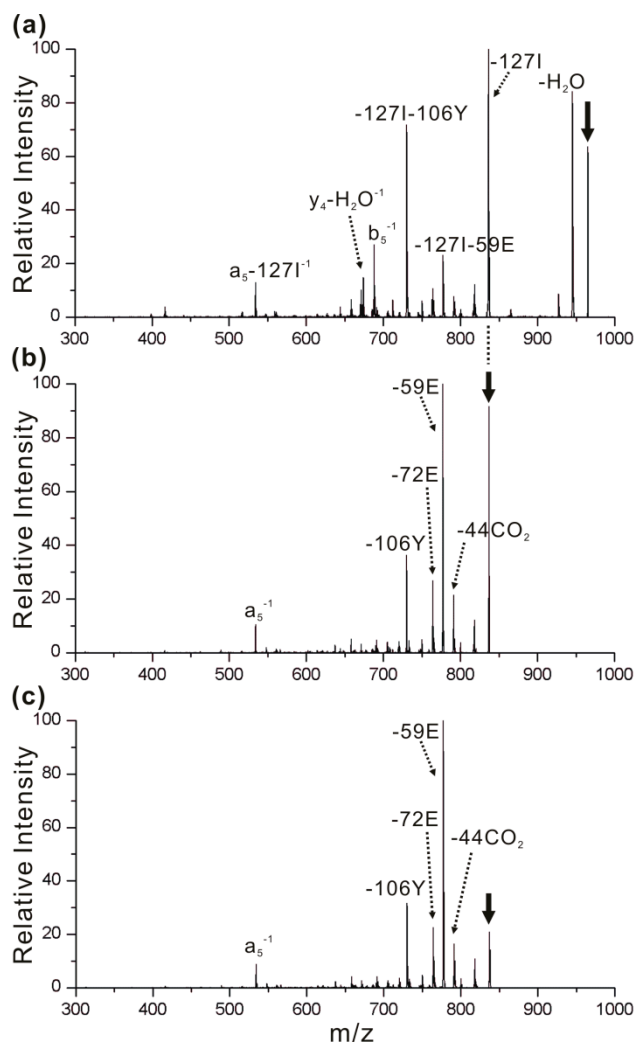 (a)
Relative Intensity
100
80
60
40
20
0
-127I
-H₂O
-127I-106Y
y₄-H₂O⁻¹
b₅⁻¹
-127I-59E
a₅-127I⁻¹
300 400 500 600 700 800 900 1000
(b)
Relative Intensity
100
80
60
40
20
0
-59E
-72E
-44CO₂
-106Y
a₅⁻¹
300 400 500 600 700 800 900 1000
(c)
Relative Intensity
100
80
60
40
20
0
-59E
-72E
-44CO₂
-106Y
a₅⁻¹
300 400 500 600 700 800 900 1000
m/z